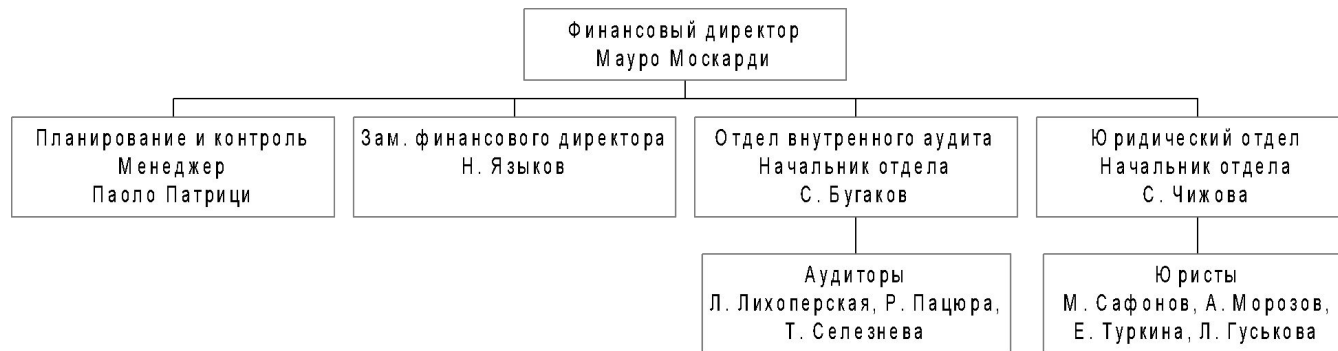 Финансовый директор
Мауро Москарди
Планирование и контроль
Менеджер
Паоло Патрици
Зам. финансового директора
Н. Языков
Отдел внутренного аудита
Начальник отдела
С. Бугаков
Юридический отдел
Начальник отдела
С. Чижова
Аудиторы
Л. Лихоперская, Р. Пацюра,
Т. Селезнева
Юристы
М. Сафонов, А. Морозов,
Е. Туркина, Л. Гуськова